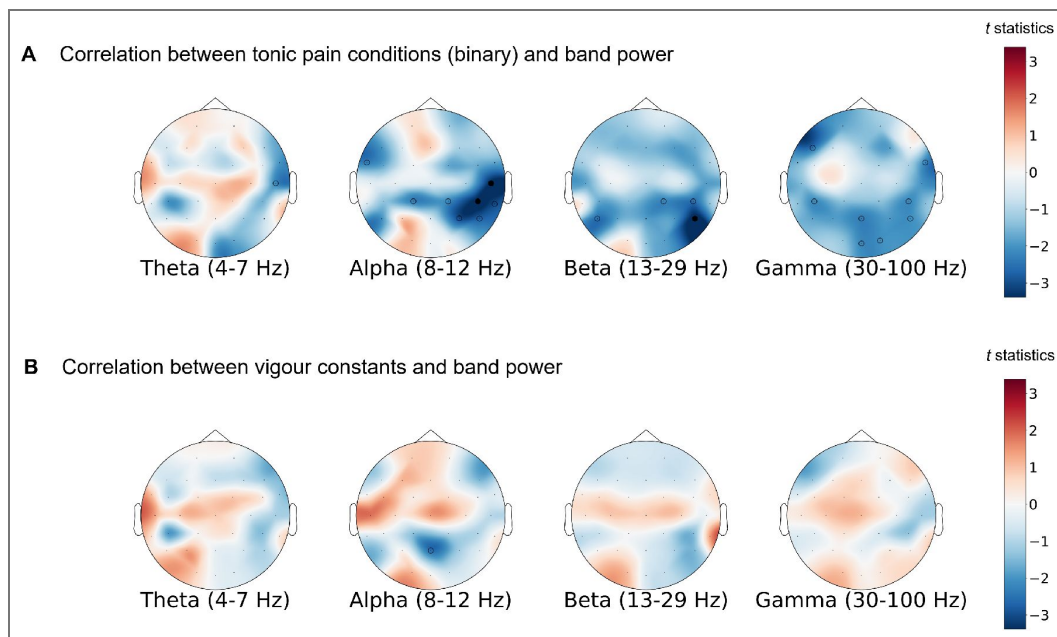 t statistics
A Correlation between tonic pain conditions (binary) and band power
3
2
1
0
−1
−2
−3
Theta (4-7 Hz) Alpha (8-12 Hz) Beta (13-29 Hz) Gamma (30-100 Hz)
t statistics
B Correlation between vigour constants and band power
3
2
1
0
−1
−2
−3
Theta (4-7 Hz) Alpha (8-12 Hz) Beta (13-29 Hz) Gamma (30-100 Hz)